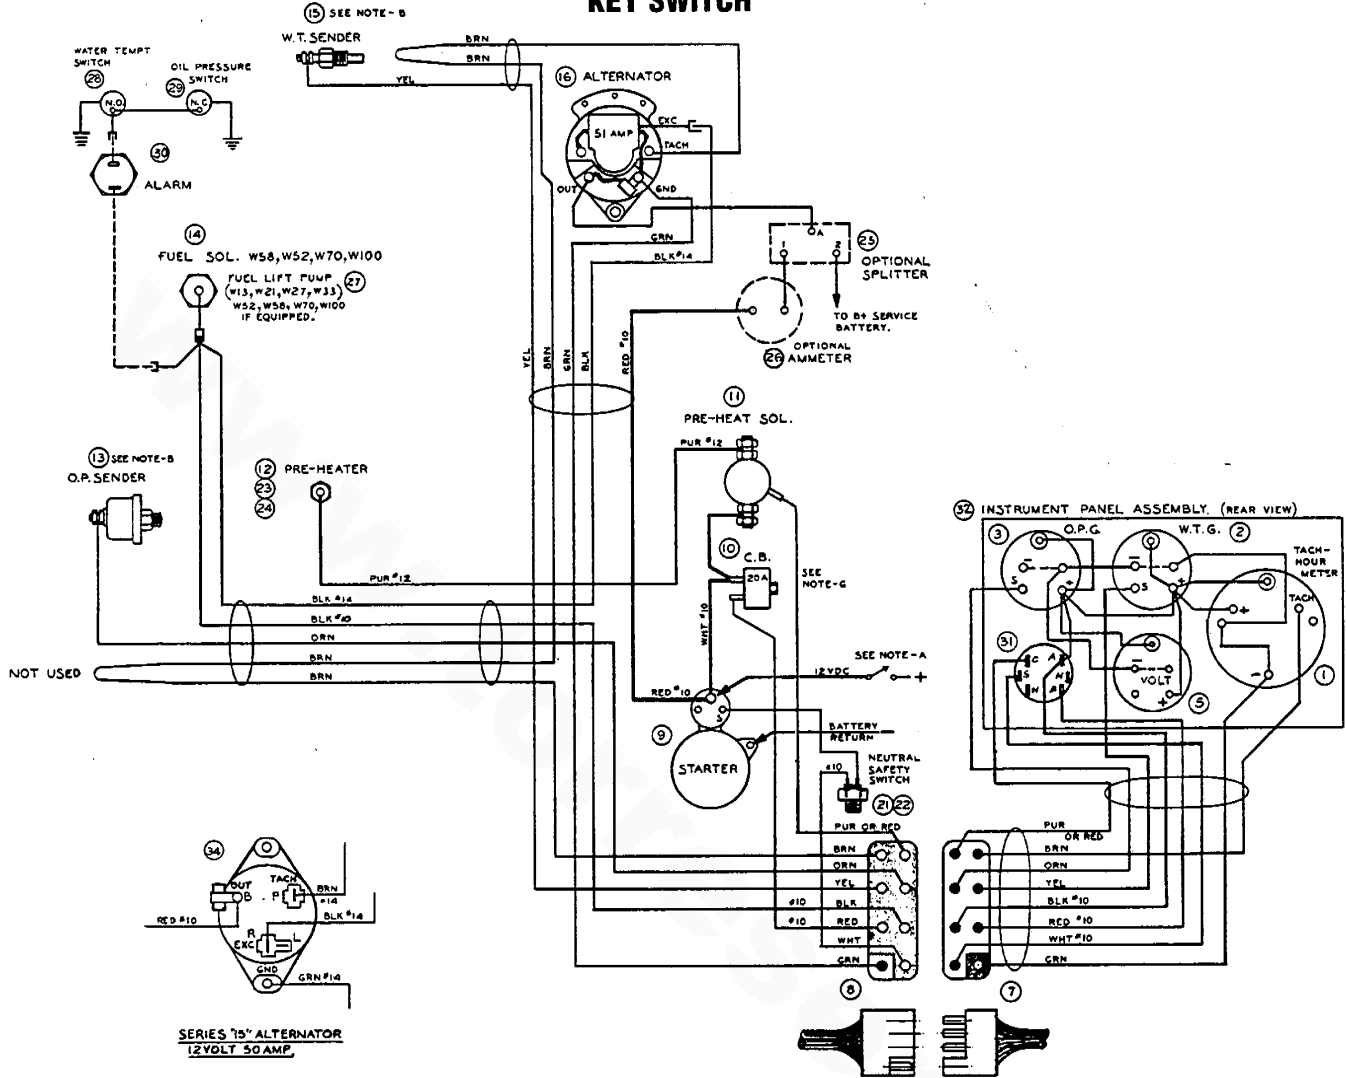 KEY SWITCH
15 SEE NOTE-B
W.T. SENDER
BRN
BRN
YEL
WATER TEMPT
SWITCH
28
OIL PRESSURE
SWITCH
29
N.O.
N.C.
30
ALARM
16 ALTERNATOR
51 AMP
EXC
TACH
OUT
GND
GRN
BLK#14
14
FUEL SOL. W58,W52,W70,W100
FUEL LIFT PUMP
(W13,W21,W27,W33)
27
W52,W58,W70,W100
IF EQUIPPED.
A
1
2
25
OPTIONAL
SPLITTER
TO B+ SERVICE
BATTERY.
OPTIONAL
26 AMMETER
YEL
BRN
GRN
BLK
RED #10
11
PRE-HEAT SOL.
PUR #12
13 SEE NOTE-B
O.P. SENDER
12 PRE-HEATER
23
24
PUR #12
10
C.B.
20A
SEE
NOTE-G
WHT #10
BLK #14
BLK #10
ORN
BRN
BRN
NOT USED
RED #10
12VDC
SEE NOTE-A
+
S
9
STARTER
BATTERY
RETURN
#10
NEUTRAL
SAFETY
SWITCH
21 22
32 INSTRUMENT PANEL ASSEMBLY. (REAR VIEW)
3
O.P.G.
W.T.G.
2
TACH-
HOUR
METER
TACH
-
S
+
-
S
+
+
-
1
31
C
A
S
H
H
B
-
VOLT
+
5
PUR OR RED
BRN
ORN
YEL
#10 BLK
#10 RED
WHT
GRN
8
PUR
OR RED
BRN
ORN
YEL
BLK #10
RED #10
WHT #10
GRN
7
34
OUT
B
TACH
P
BRN
#14
BLK #14
RED #10
R
EXC
L
GND
GRN #14
SERIES "15" ALTERNATOR
12VOLT 50AMP.